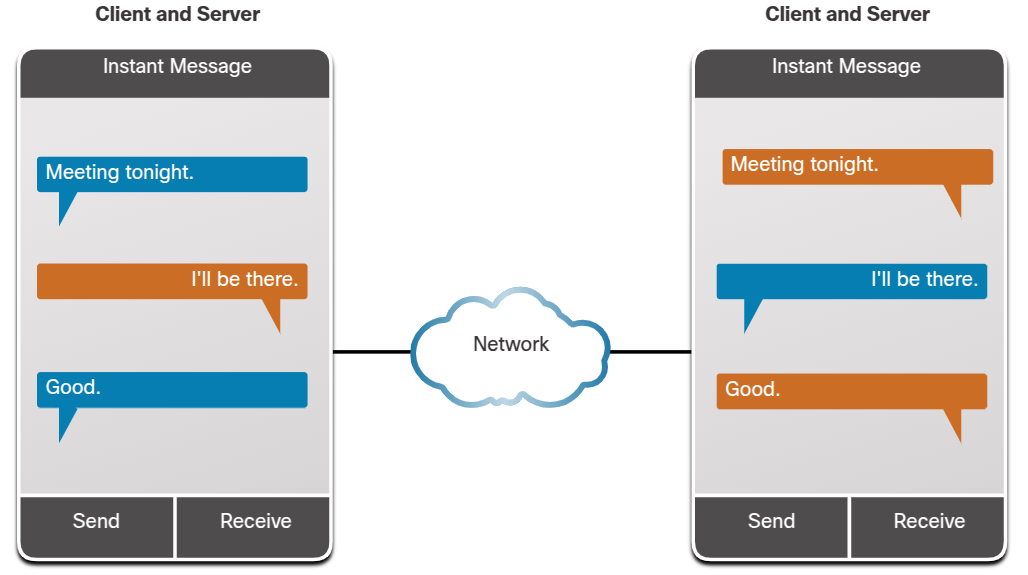 Client and Server
Instant Message
Meeting tonight.
I'll be there.
Good.
Send
Receive
Network
Client and Server
Instant Message
Meeting tonight.
I'll be there.
Good.
Send
Receive